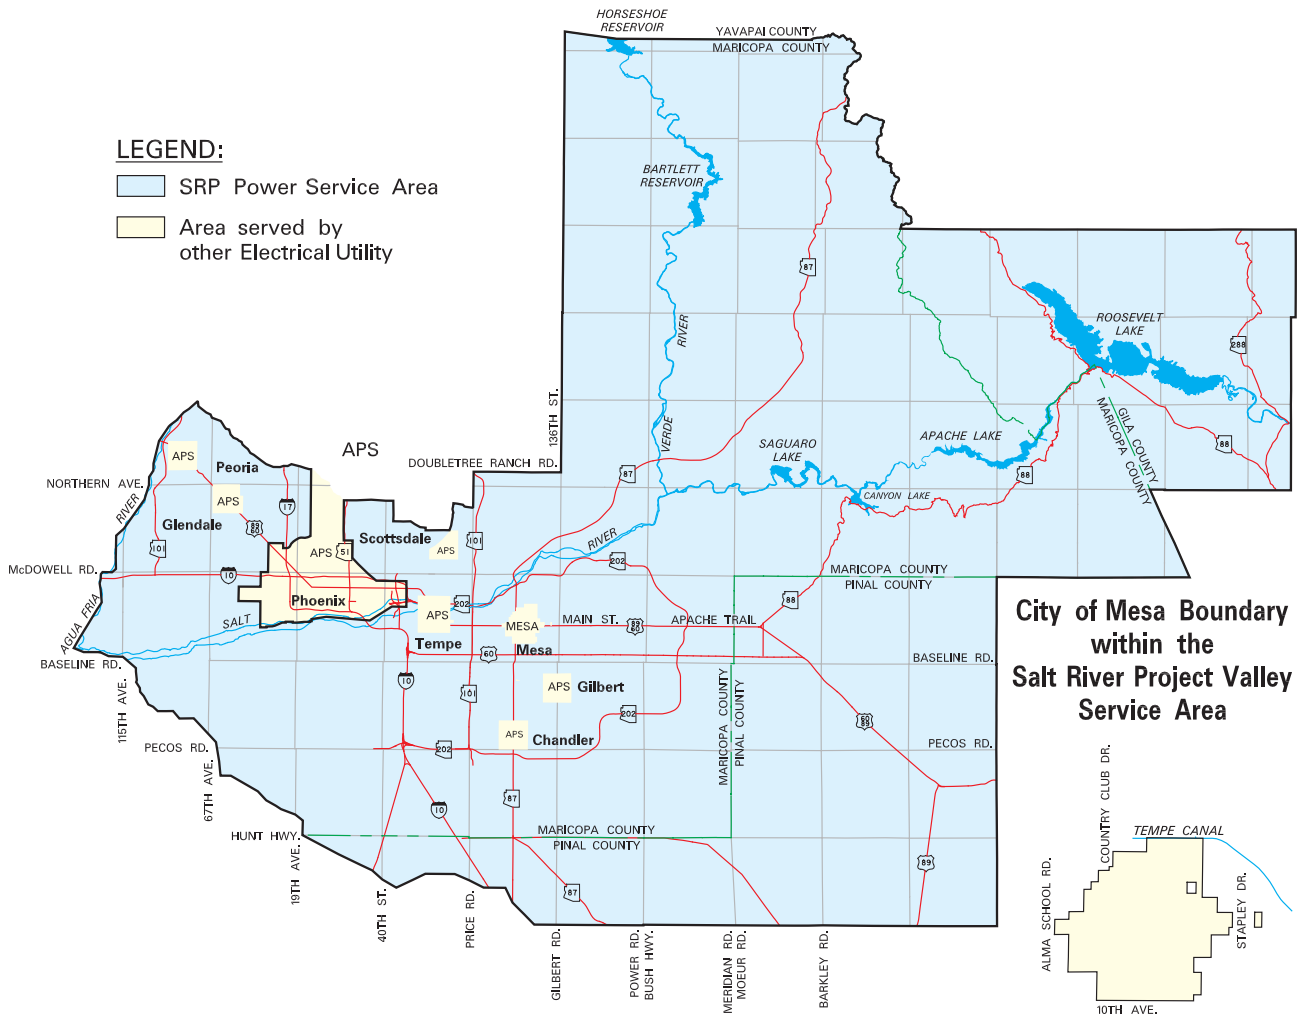 HORSESHOE
RESERVOIR
YAVAPAI COUNTY
MARICOPA COUNTY
LEGEND:
SRP Power Service Area
Area served by
other Electrical Utility
BARTLETT
RESERVOIR
87
RIVER
VERDE
136TH ST.
ROOSEVELT
LAKE
288
88
GILA COUNTY
MARICOPA COUNTY
APS
DOUBLETREE RANCH RD.
87
SAGUARO
LAKE
APACHE LAKE
88
CANYON LAKE
APS
Peoria
NORTHERN AVE.
APS
RIVER
Glendale
89
60
17
101
Scottsdale
APS
51
APS
101
RIVER
202
McDOWELL RD.
10
MARICOPA COUNTY
PINAL COUNTY
Phoenix
88
AGUA FRIA
SALT
APS
202
MESA
MAIN ST.
89
60
APACHE TRAIL
Tempe
Mesa
60
BASELINE RD.
BASELINE RD.
10
101
APS
Gilbert
202
MARICOPA COUNTY
PINAL COUNTY
60
89
115TH AVE.
PECOS RD.
202
APS
Chandler
PECOS RD.
67TH AVE.
10
87
HUNT HWY.
MARICOPA COUNTY
PINAL COUNTY
87
89
19TH AVE.
40TH ST.
PRICE RD.
GILBERT RD.
POWER RD.
BUSH HWY.
MERIDIAN RD.
MOEUR RD.
BARKLEY RD.
City of Mesa Boundary
within the
Salt River Project Valley
Service Area
COUNTRY CLUB DR.
TEMPE CANAL
ALMA SCHOOL RD.
STAPLEY DR.
10TH AVE.